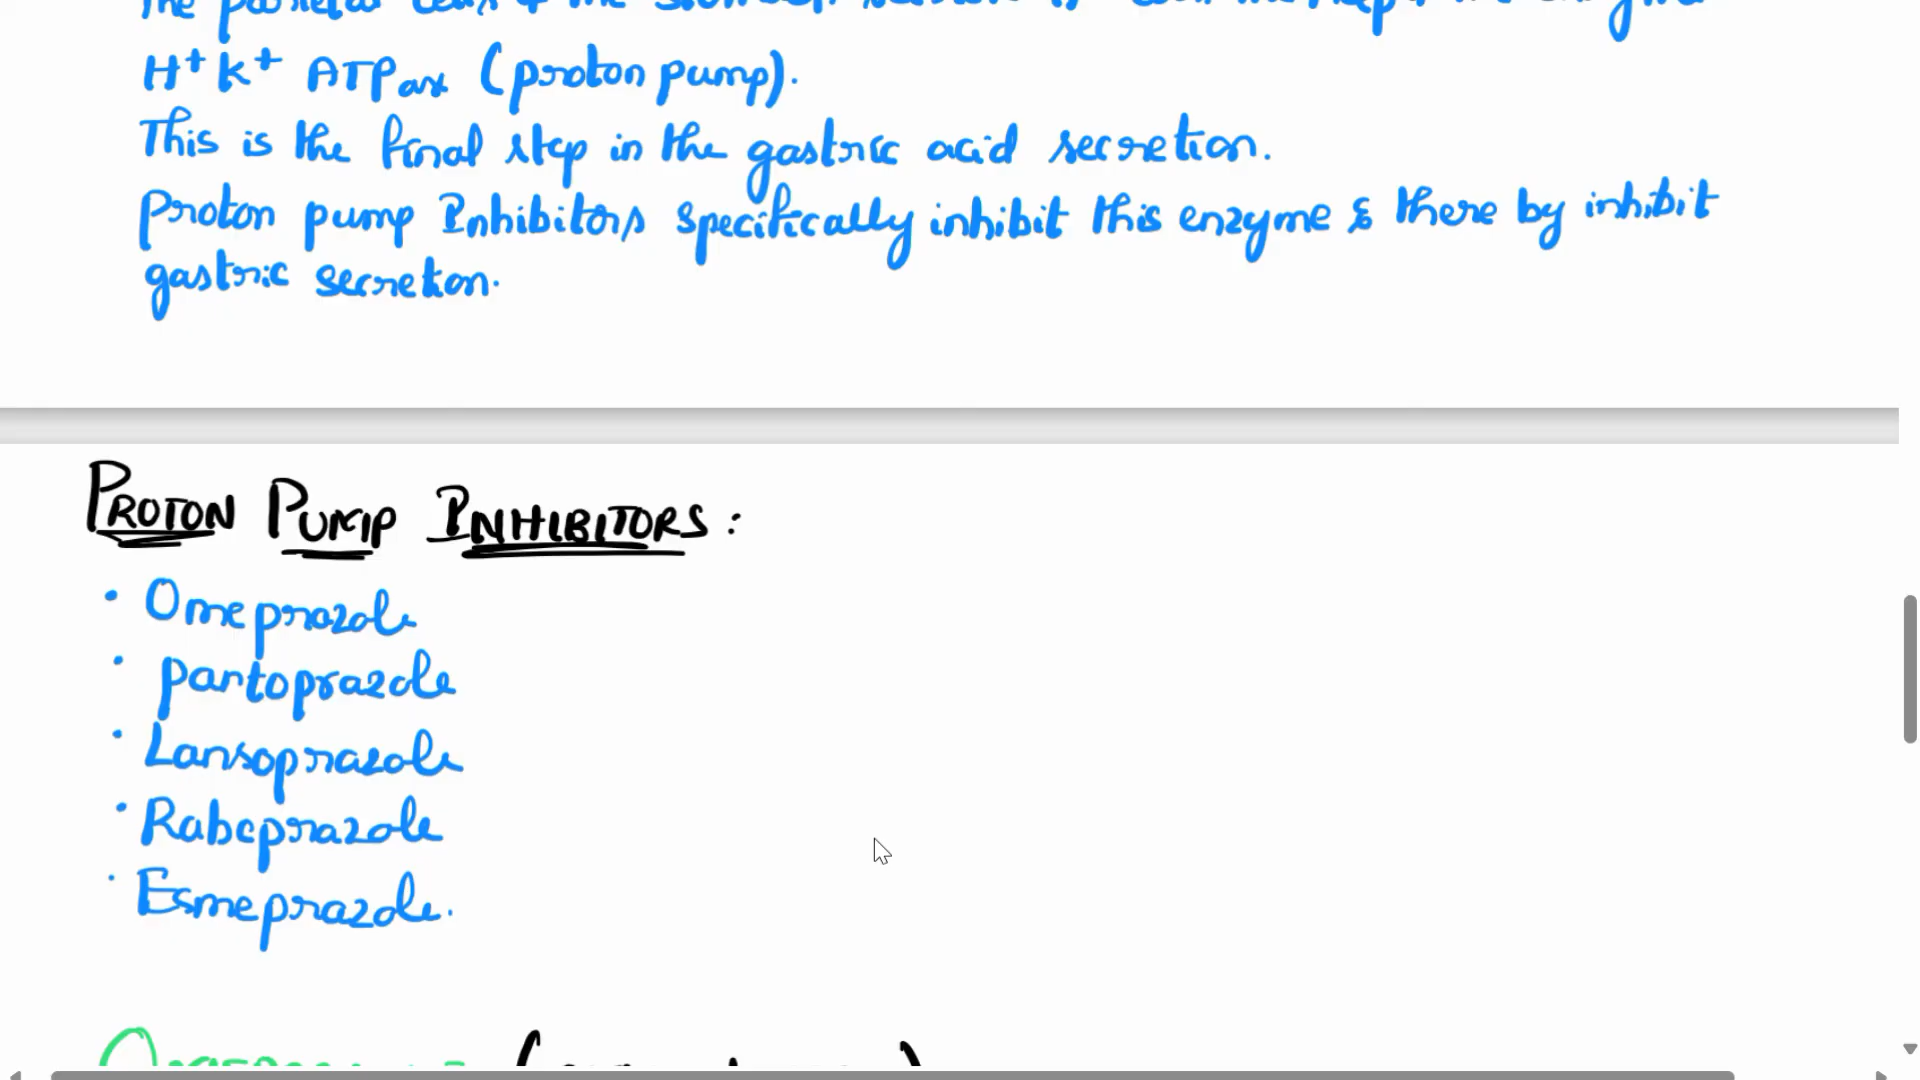 H+ K+ ATPase (proton pump).
This is the final step in the gastric acid secretion.
Proton pump Inhibitors specifically inhibit this enzyme & there by inhibit
gastric secretion.
PROTON PUMP INHIBITORS :
• Omeprazole
• pantoprazole
• Lansoprazole
• Rabeprazole
• Esmeprazole.